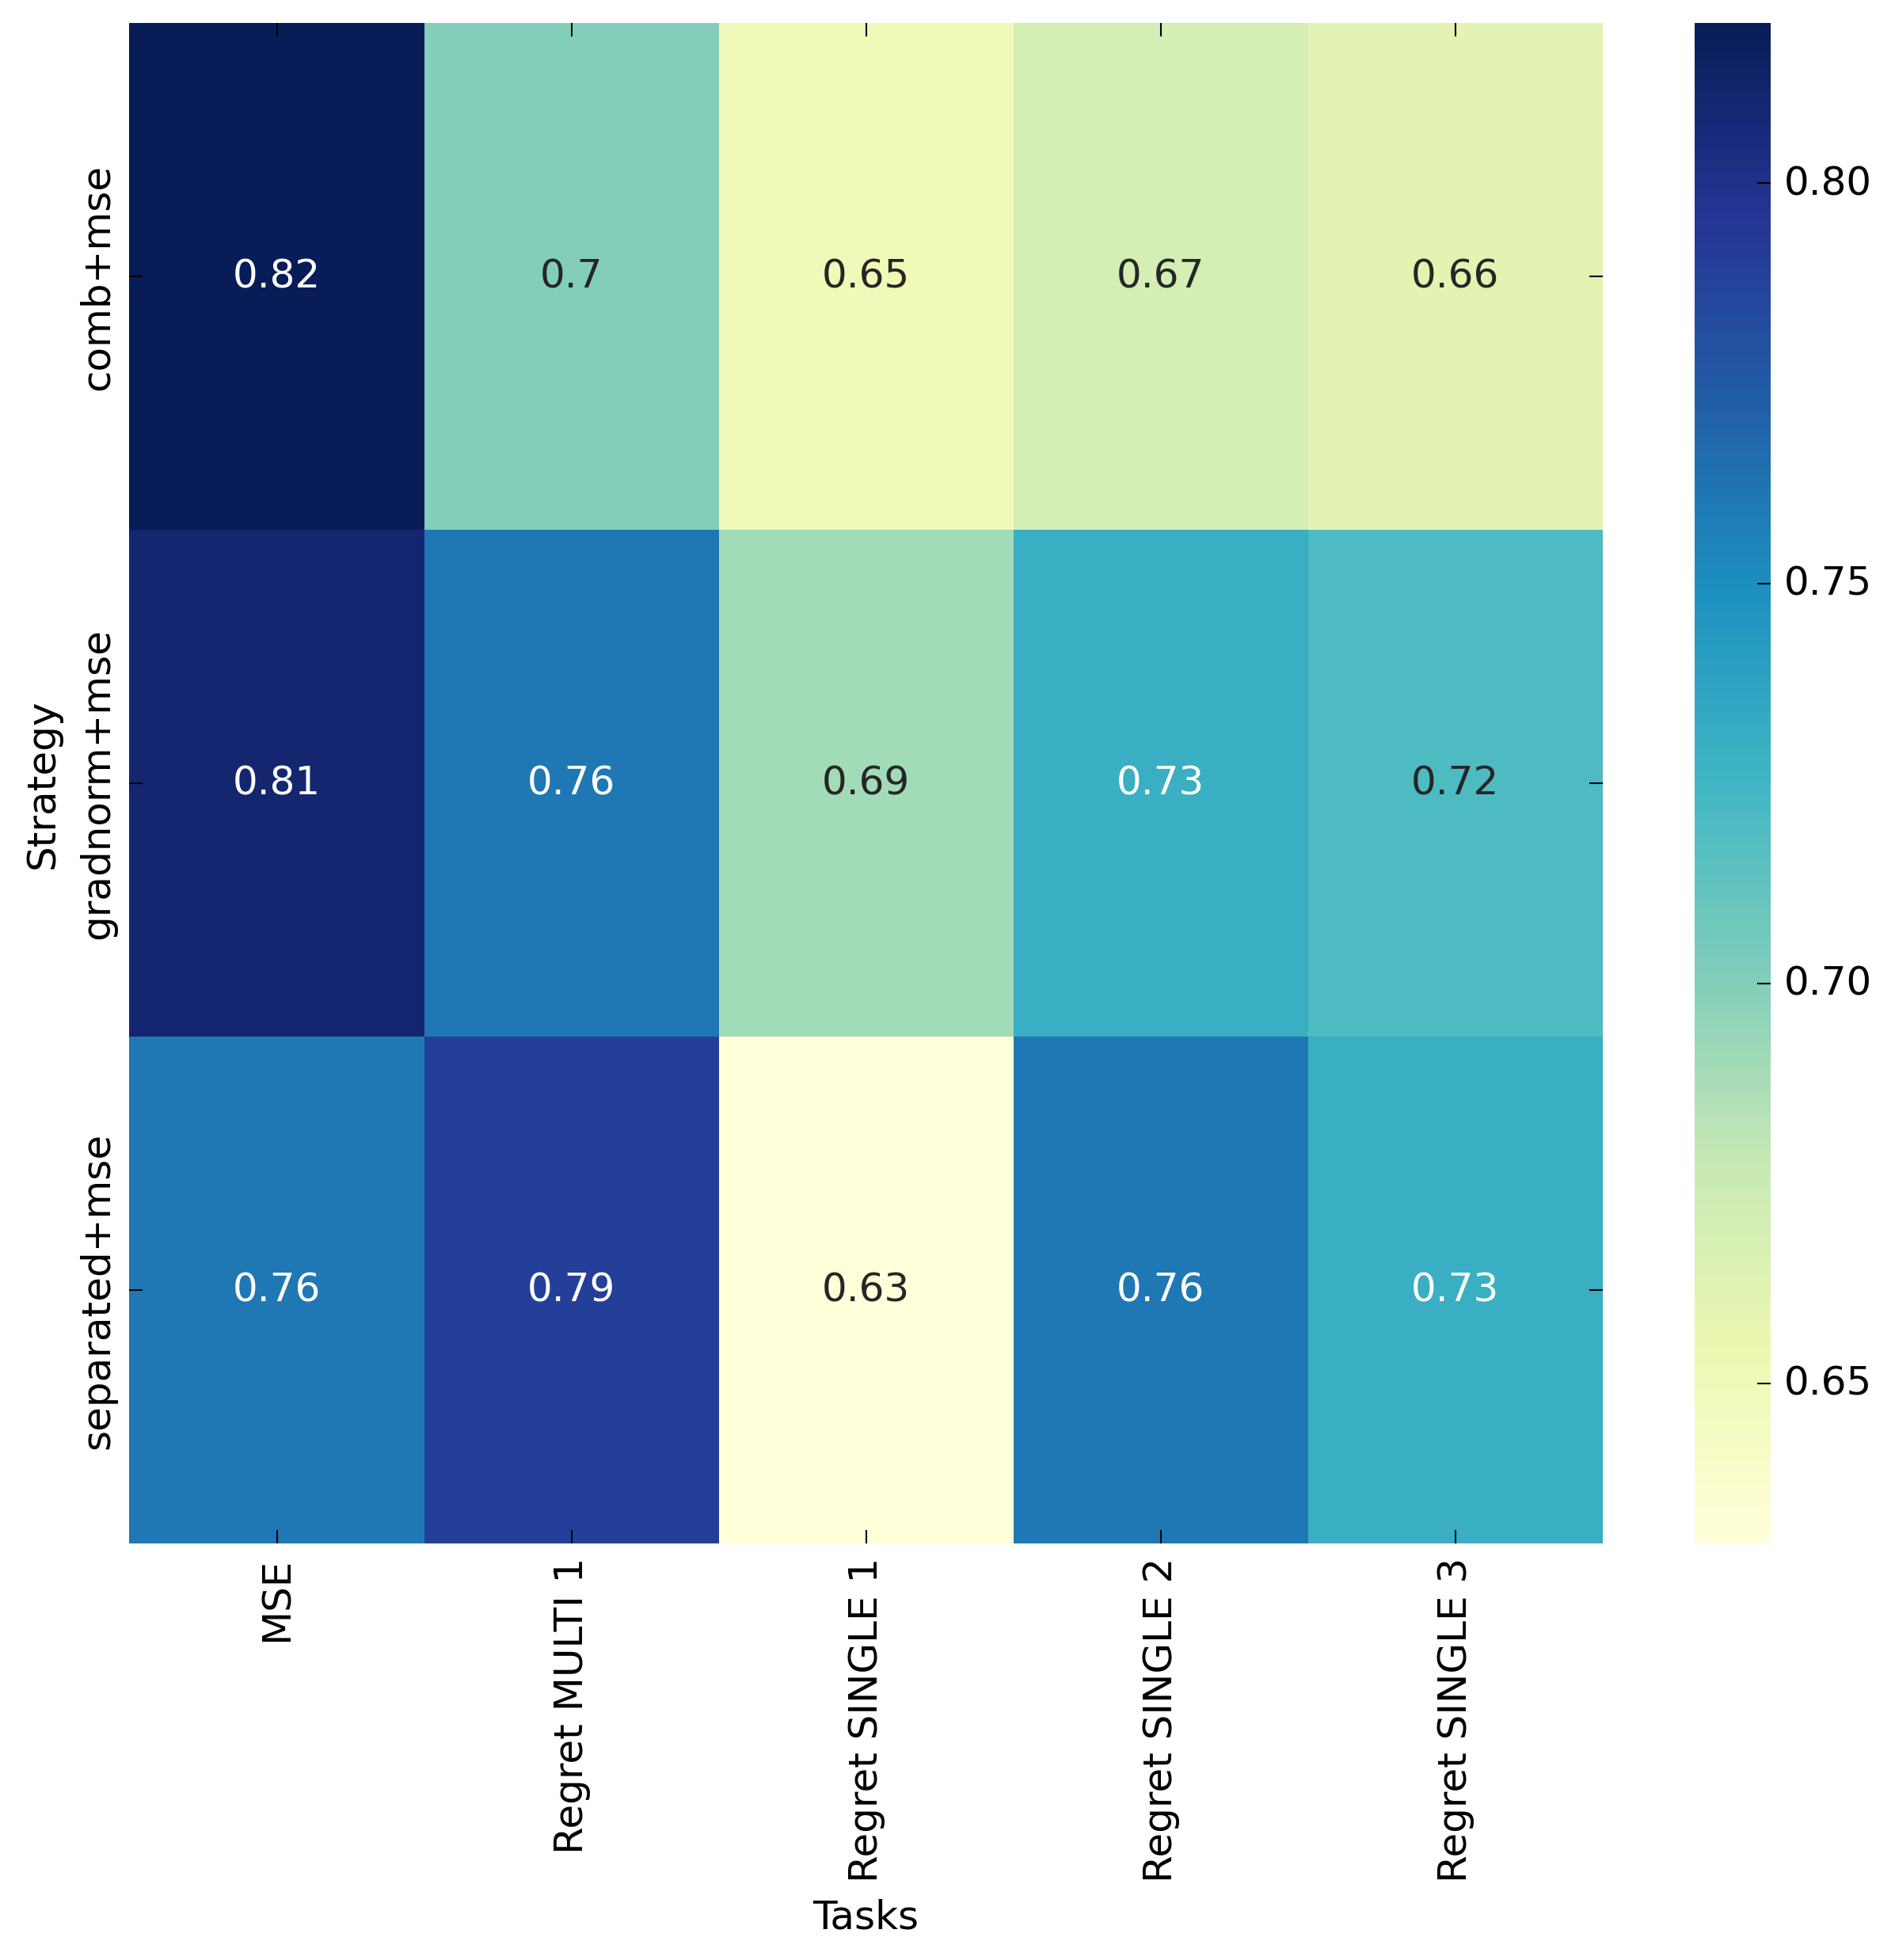 comb+mse
0.82 0.7 0.65 0.67 0.66
Strategy
gradnorm+mse
0.81 0.76 0.69 0.73 0.72
separated+mse
0.76 0.79 0.63 0.76 0.73
MSE
Regret MULTI 1
Regret SINGLE 1
Regret SINGLE 2
Regret SINGLE 3
Tasks
0.80
0.75
0.70
0.65